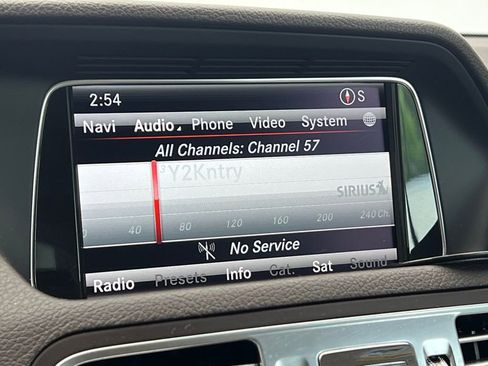 2:54 S
Navi Audio Phone Video System
All Channels: Channel 57
Y2Kntry
SIRIUS
0 40 80 120 160 200 240 Ch.
No Service
Radio Presets Info Cat. Sat Sound